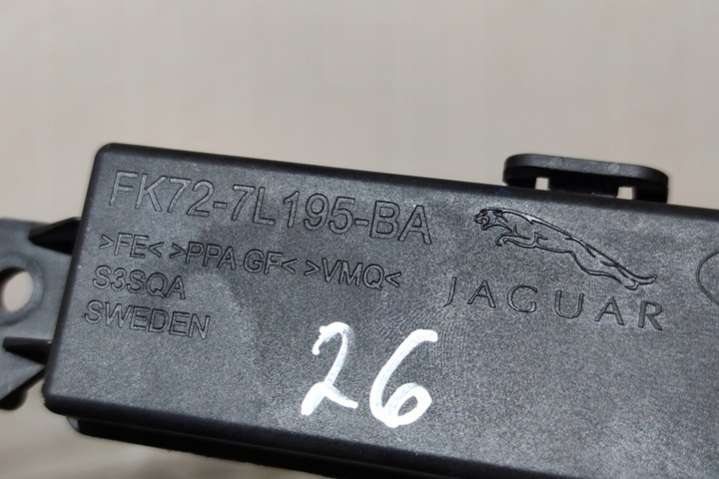 FK72-7L195-BA
>FE< >PPA GF< >VMQ<
S3SQA
SWEDEN
JAGUAR
26